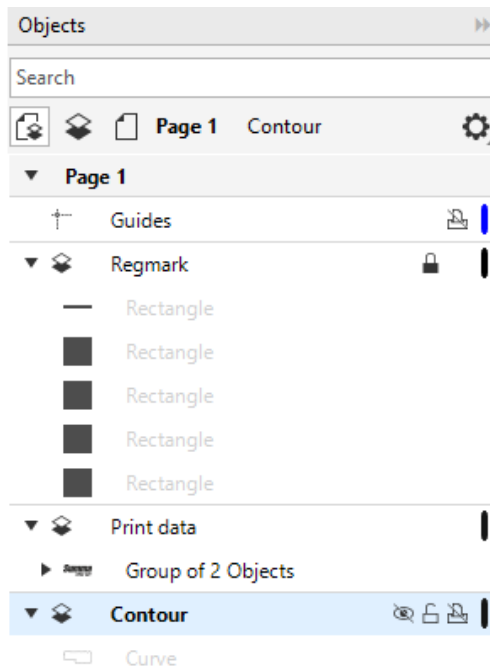 Objects
Search
Page 1 Contour
Page 1
Guides
Regmark
Rectangle
Rectangle
Rectangle
Rectangle
Rectangle
Print data
Summa Group of 2 Objects
Contour
Curve